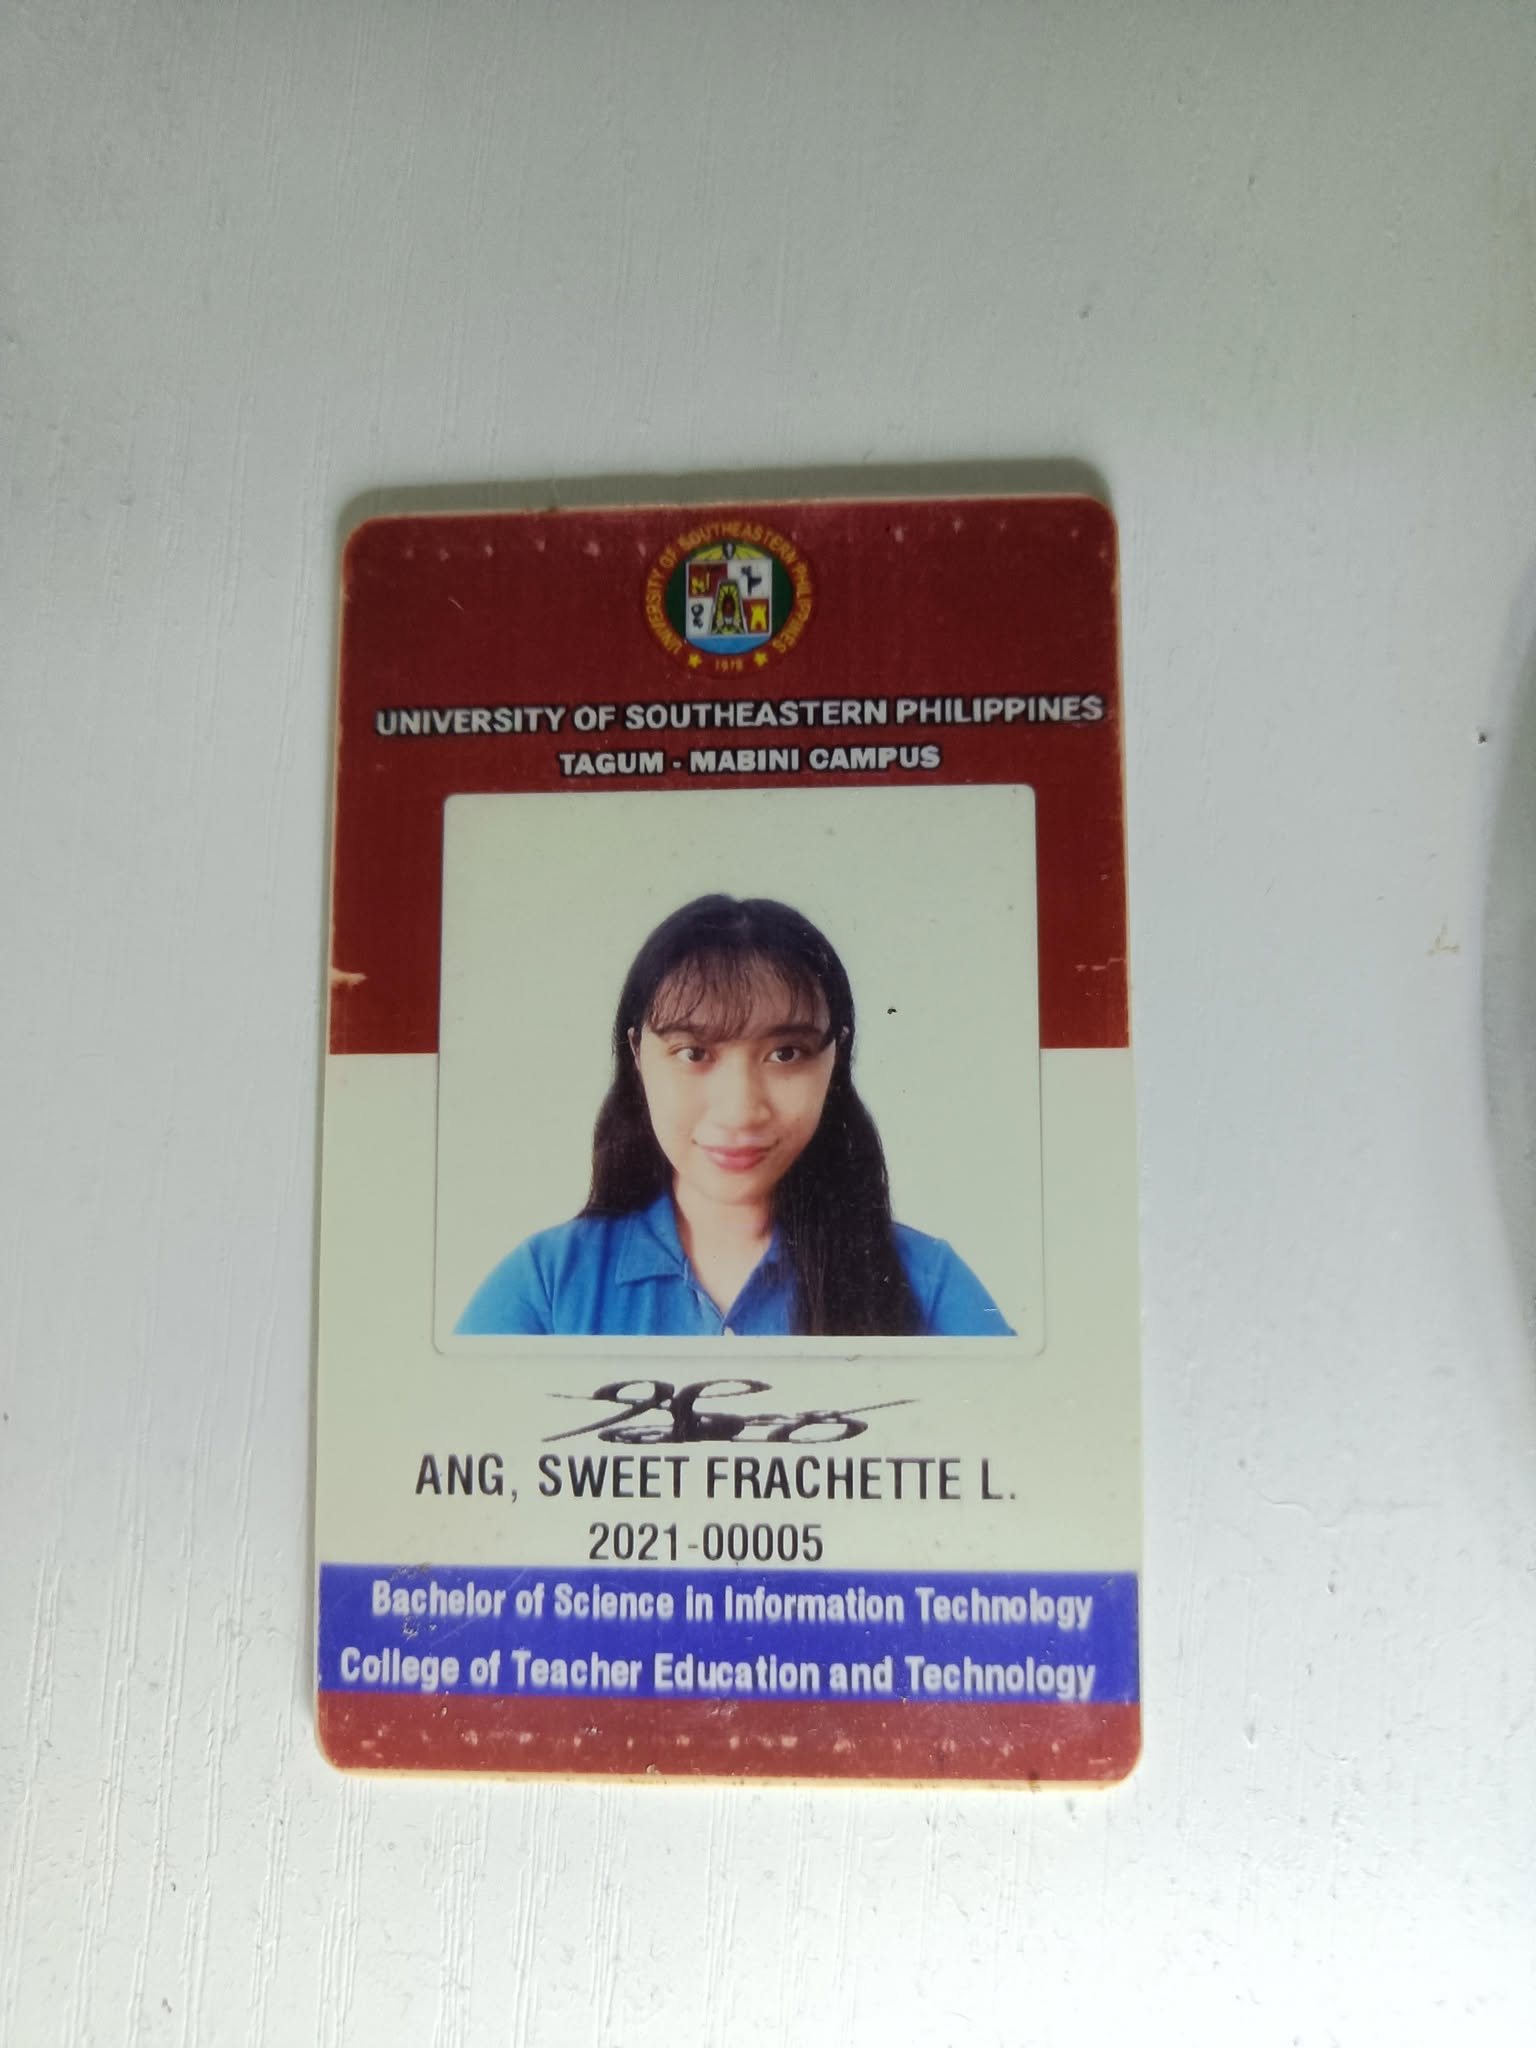 UNIVERSITY OF SOUTHEASTERN PHILIPPINES
1978
UNIVERSITY OF SOUTHEASTERN PHILIPPINES
TAGUM - MABINI CAMPUS
ANG, SWEET FRACHETTE L.
2021-00005
Bachelor of Science in Information Technology
College of Teacher Education and Technology